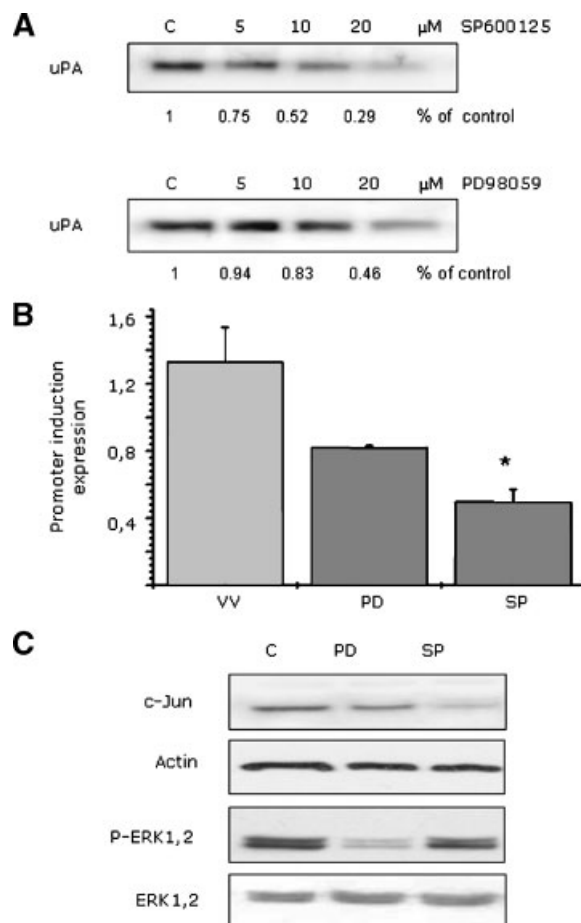 A
C 5 10 20 µM SP600125
uPA
1 0.75 0.52 0.29 % of control
C 5 10 20 µM PD98059
uPA
1 0.94 0.83 0.46 % of control
B
Promoter induction
expression
1,6
1,2
0,8
0,4
*
VV PD SP
C
C PD SP
c-Jun
Actin
P-ERK1,2
ERK1,2